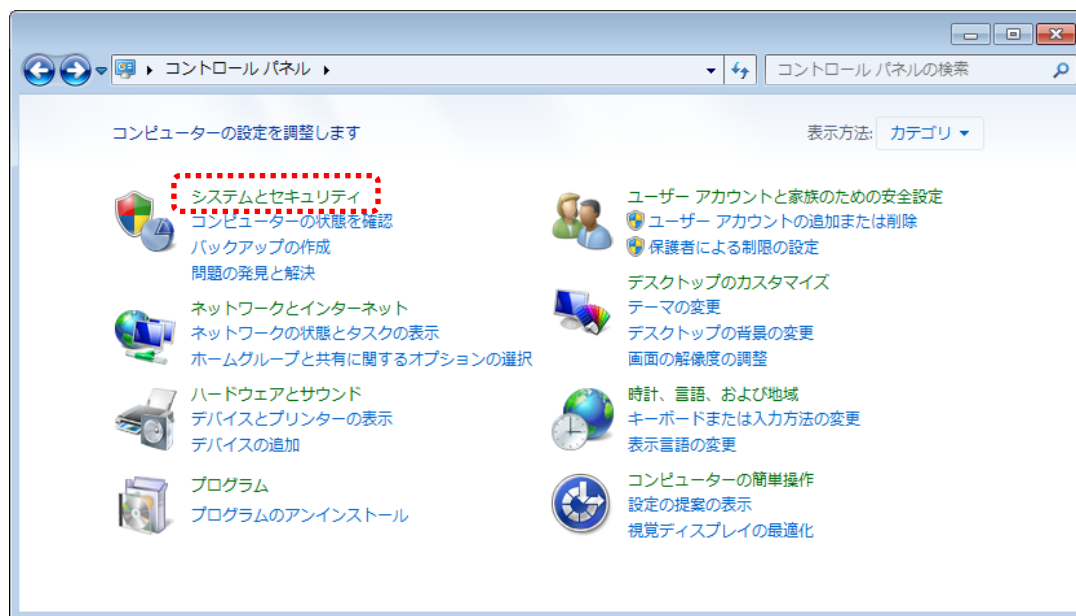 コントロール パネル
コントロール パネルの検索
コンピューターの設定を調整します
表示方法: カテゴリ
システムとセキュリティ
コンピューターの状態を確認
バックアップの作成
問題の発見と解決
ネットワークとインターネット
ネットワークの状態とタスクの表示
ホームグループと共有に関するオプションの選択
ハードウェアとサウンド
デバイスとプリンターの表示
デバイスの追加
プログラム
プログラムのアンインストール
ユーザー アカウントと家族のための安全設定
ユーザー アカウントの追加または削除
保護者による制限の設定
デスクトップのカスタマイズ
テーマの変更
デスクトップの背景の変更
画面の解像度の調整
時計、言語、および地域
キーボードまたは入力方法の変更
表示言語の変更
コンピューターの簡単操作
設定の提案の表示
視覚ディスプレイの最適化